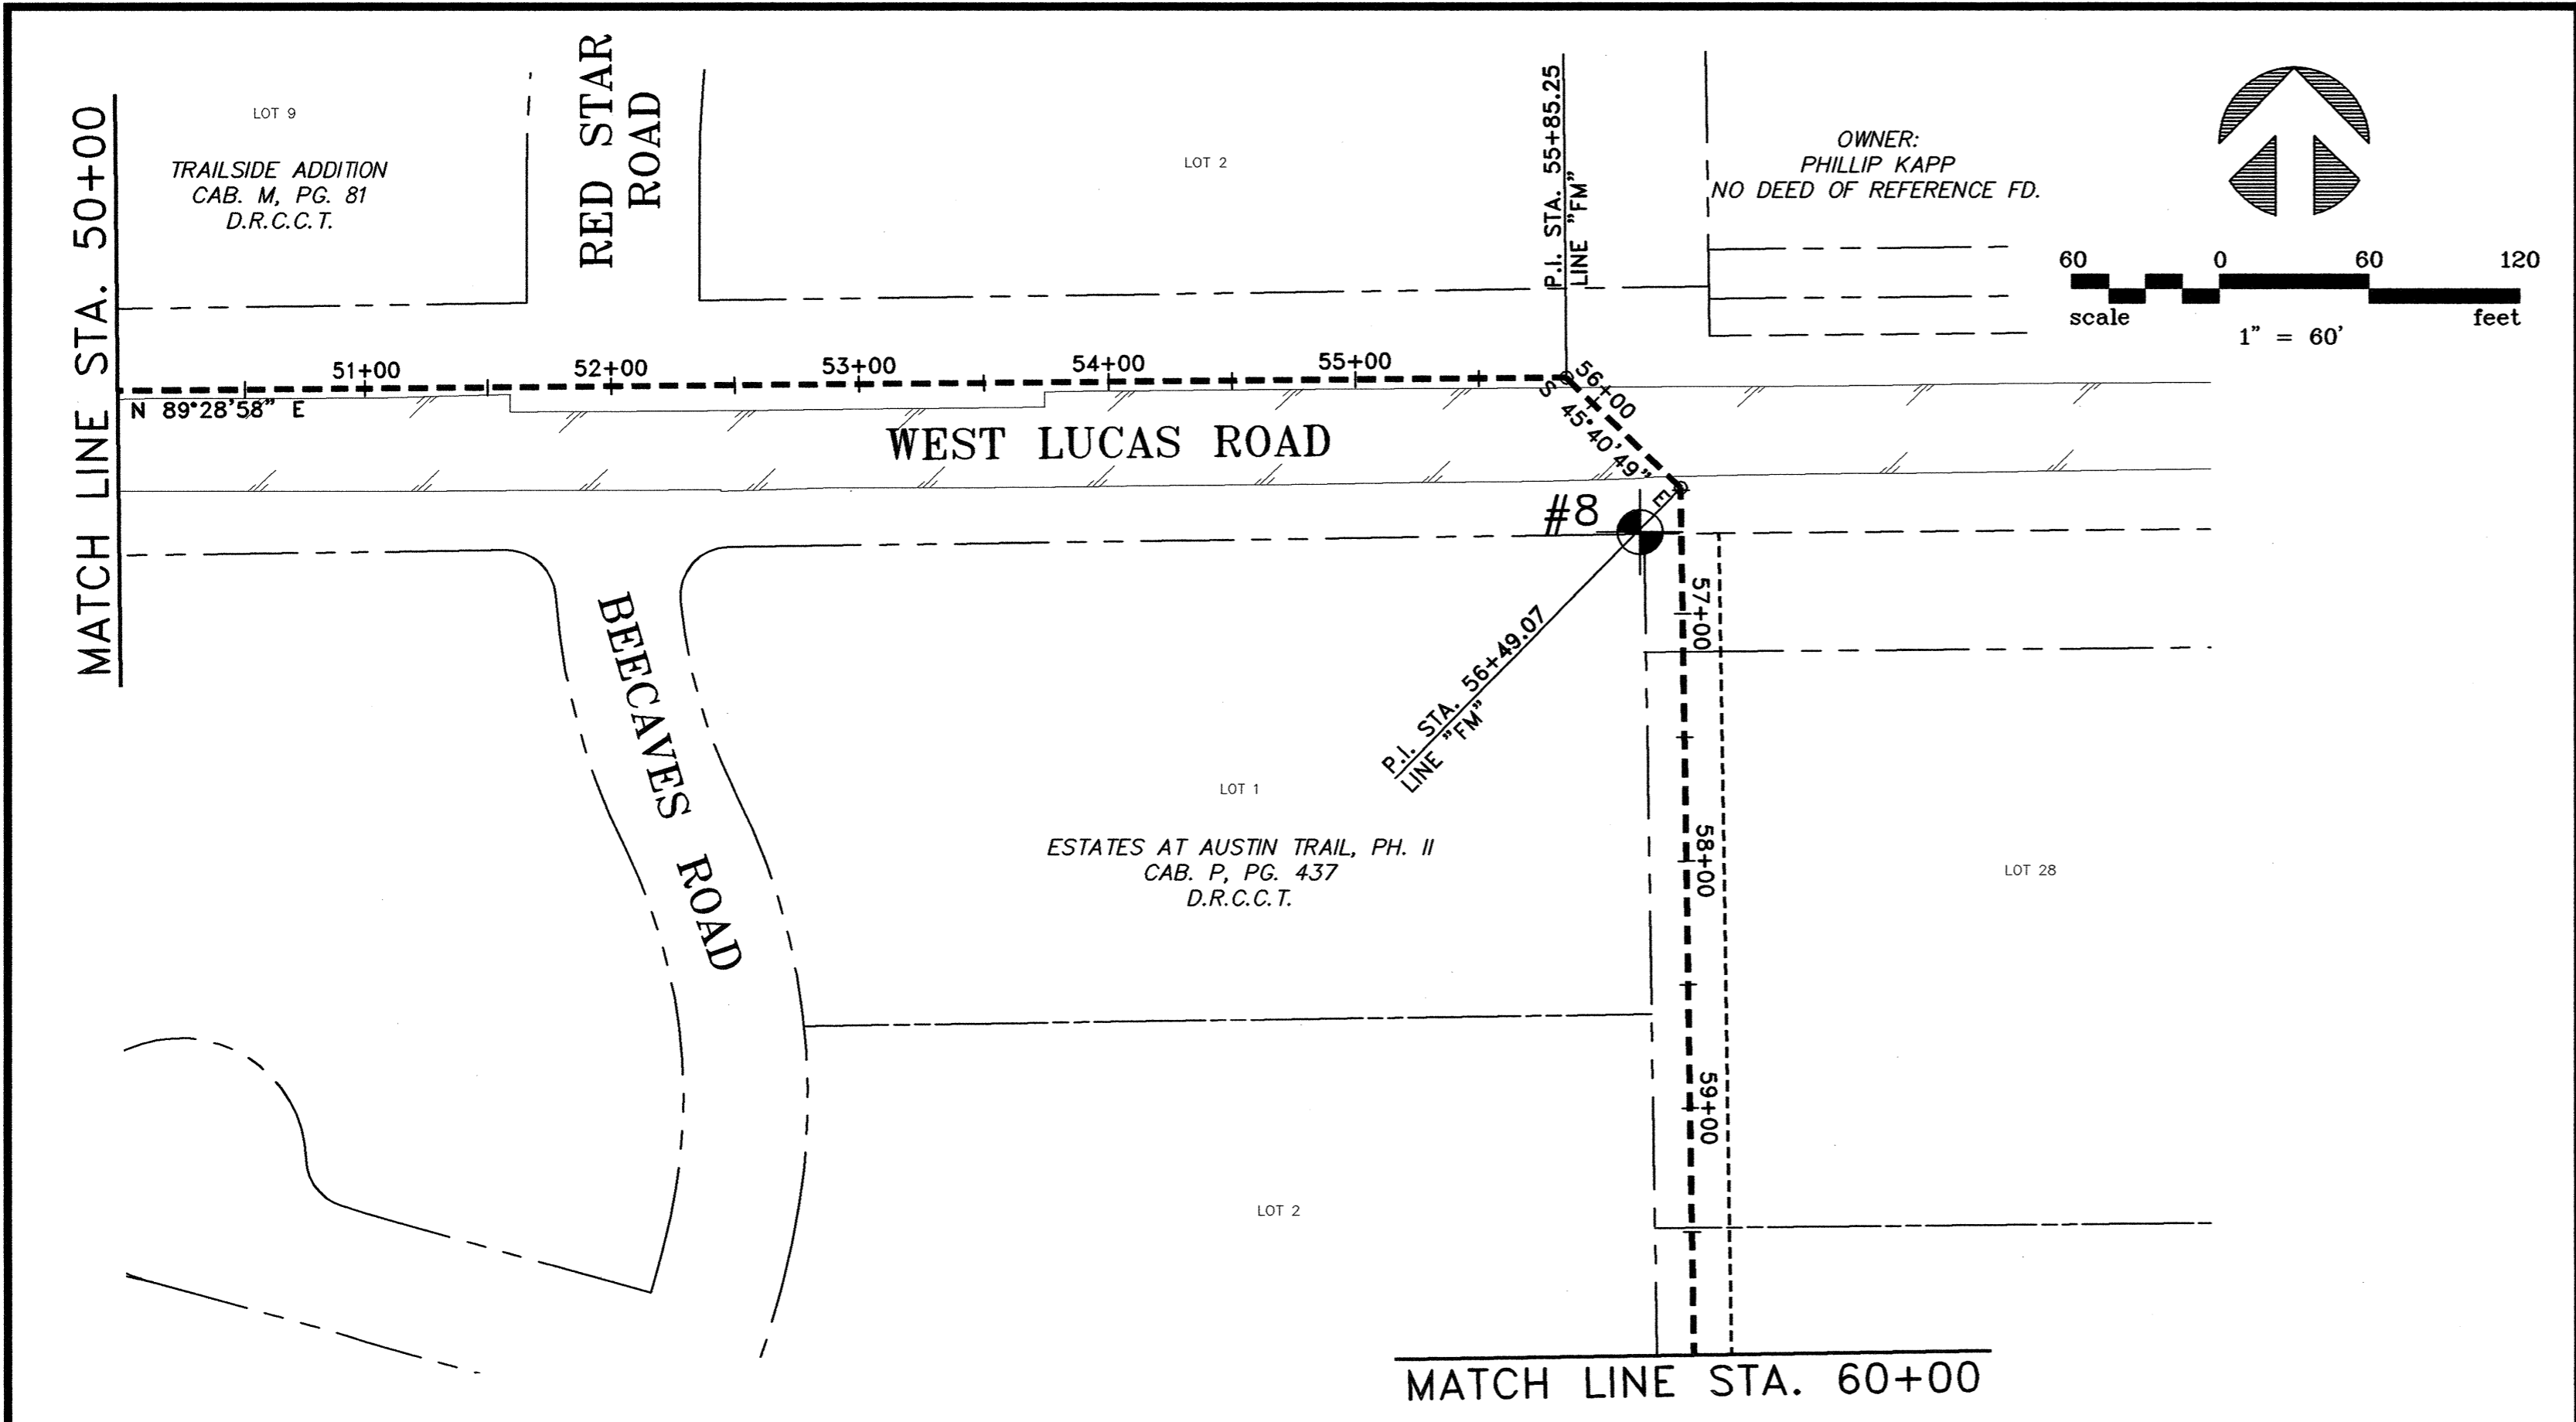 MATCH LINE STA. 50+00
LOT 9
TRAILSIDE ADDITION
CAB. M, PG. 81
D.R.C.C.T.
RED STAR
ROAD
LOT 2
P.I. STA. 55+85.25
LINE "FM"
OWNER:
PHILLIP KAPP
NO DEED OF REFERENCE FD.
60 0 60 120
scale feet
1" = 60'
51+00
52+00
53+00
54+00
55+00
56+00
N 89°28'58" E
S 45°40'49" E
WEST LUCAS ROAD
#8
P.I. STA. 56+49.07
LINE "FM"
57+00
58+00
59+00
BEECAVES ROAD
LOT 1
ESTATES AT AUSTIN TRAIL, PH. II
CAB. P, PG. 437
D.R.C.C.T.
LOT 28
LOT 2
MATCH LINE STA. 60+00